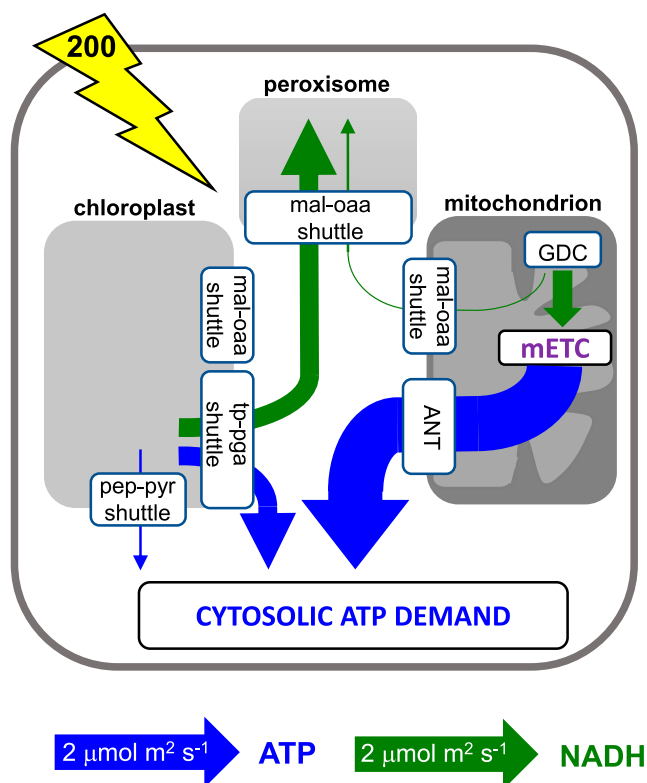 200
peroxisome
mal-oaa
shuttle
chloroplast
mitochondrion
GDC
mal-oaa
shuttle
mal-oaa
shuttle
mETC
tp-pga
shuttle
ANT
pep-pyr
shuttle
CYTOSOLIC ATP DEMAND
2 μmol m² s⁻¹ ATP
2 μmol m² s⁻¹ NADH